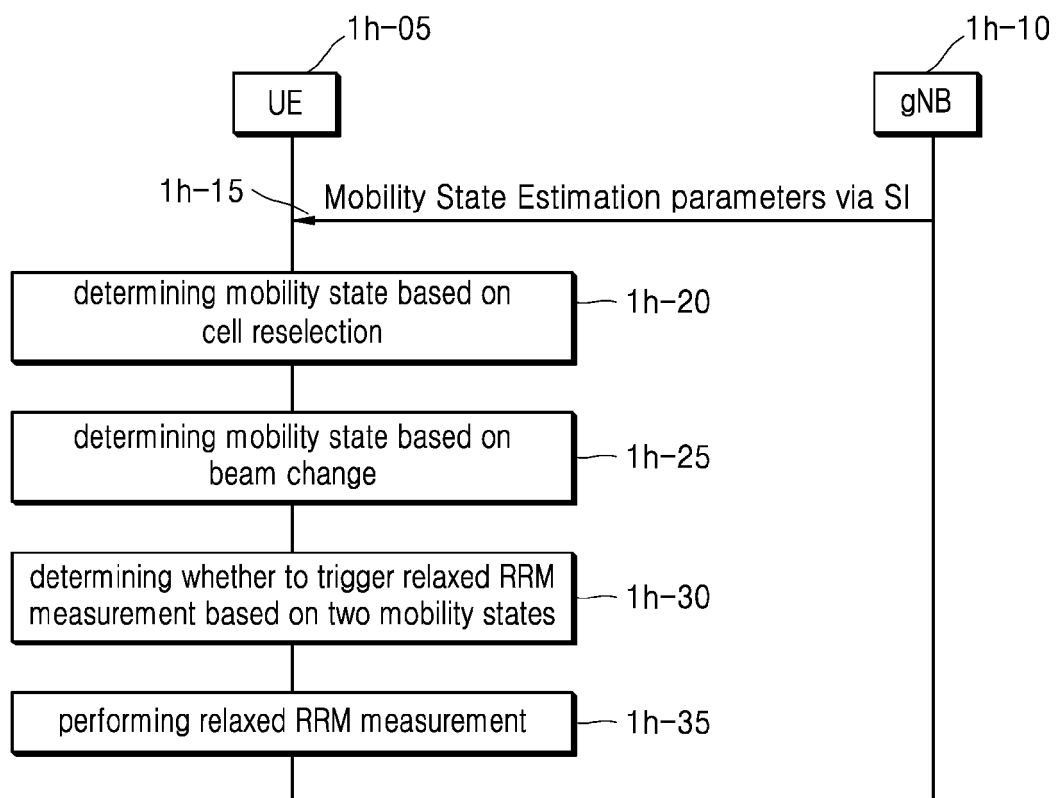 1h-05
1h-10
UE
gNB
1h-15
Mobility State Estimation parameters via SI
determining mobility state based on
cell reselection
1h-20
determining mobility state based on
beam change
1h-25
determining whether to trigger relaxed RRM
measurement based on two mobility states
1h-30
performing relaxed RRM measurement
1h-35